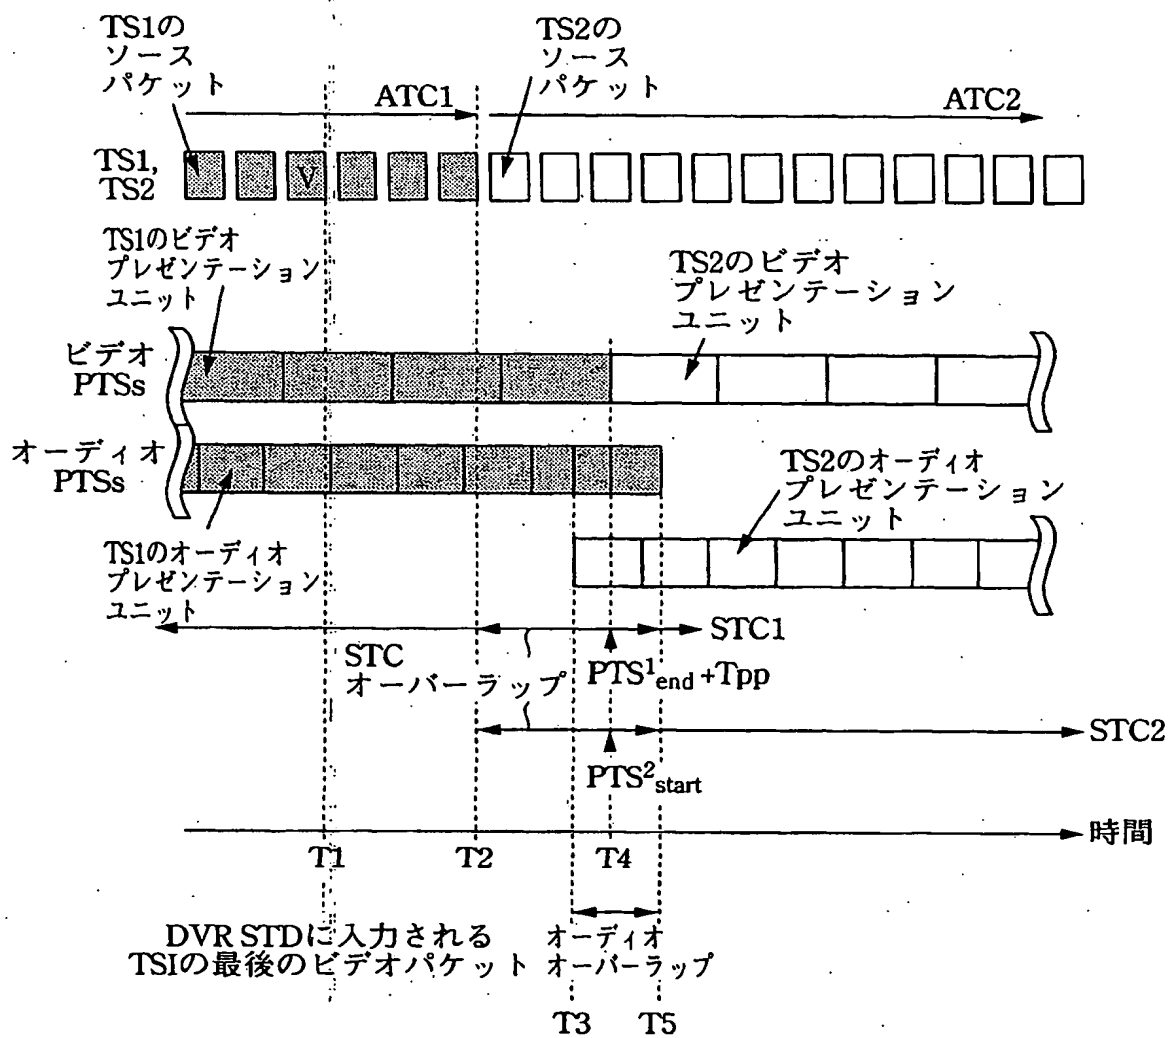 TS1の
ソース
パケット
TS2の
ソース
パケット
ATC1
ATC2
TS1,
TS2
V
TS1のビデオ
プレゼンテーション
ユニット
TS2のビデオ
プレゼンテーション
ユニット
ビデオ
PTSs
オーディオ
PTSs
TS2のオーディオ
プレゼンテーション
ユニット
TS1のオーディオ
プレゼンテーション
ユニット
STC1
STC
オーバーラップ
PTS¹end+Tpp
STC2
PTS²start
時間
T1
T2
T4
DVR STDに入力される
TSIの最後のビデオパケット
オーディオ
オーバーラップ
T3
T5